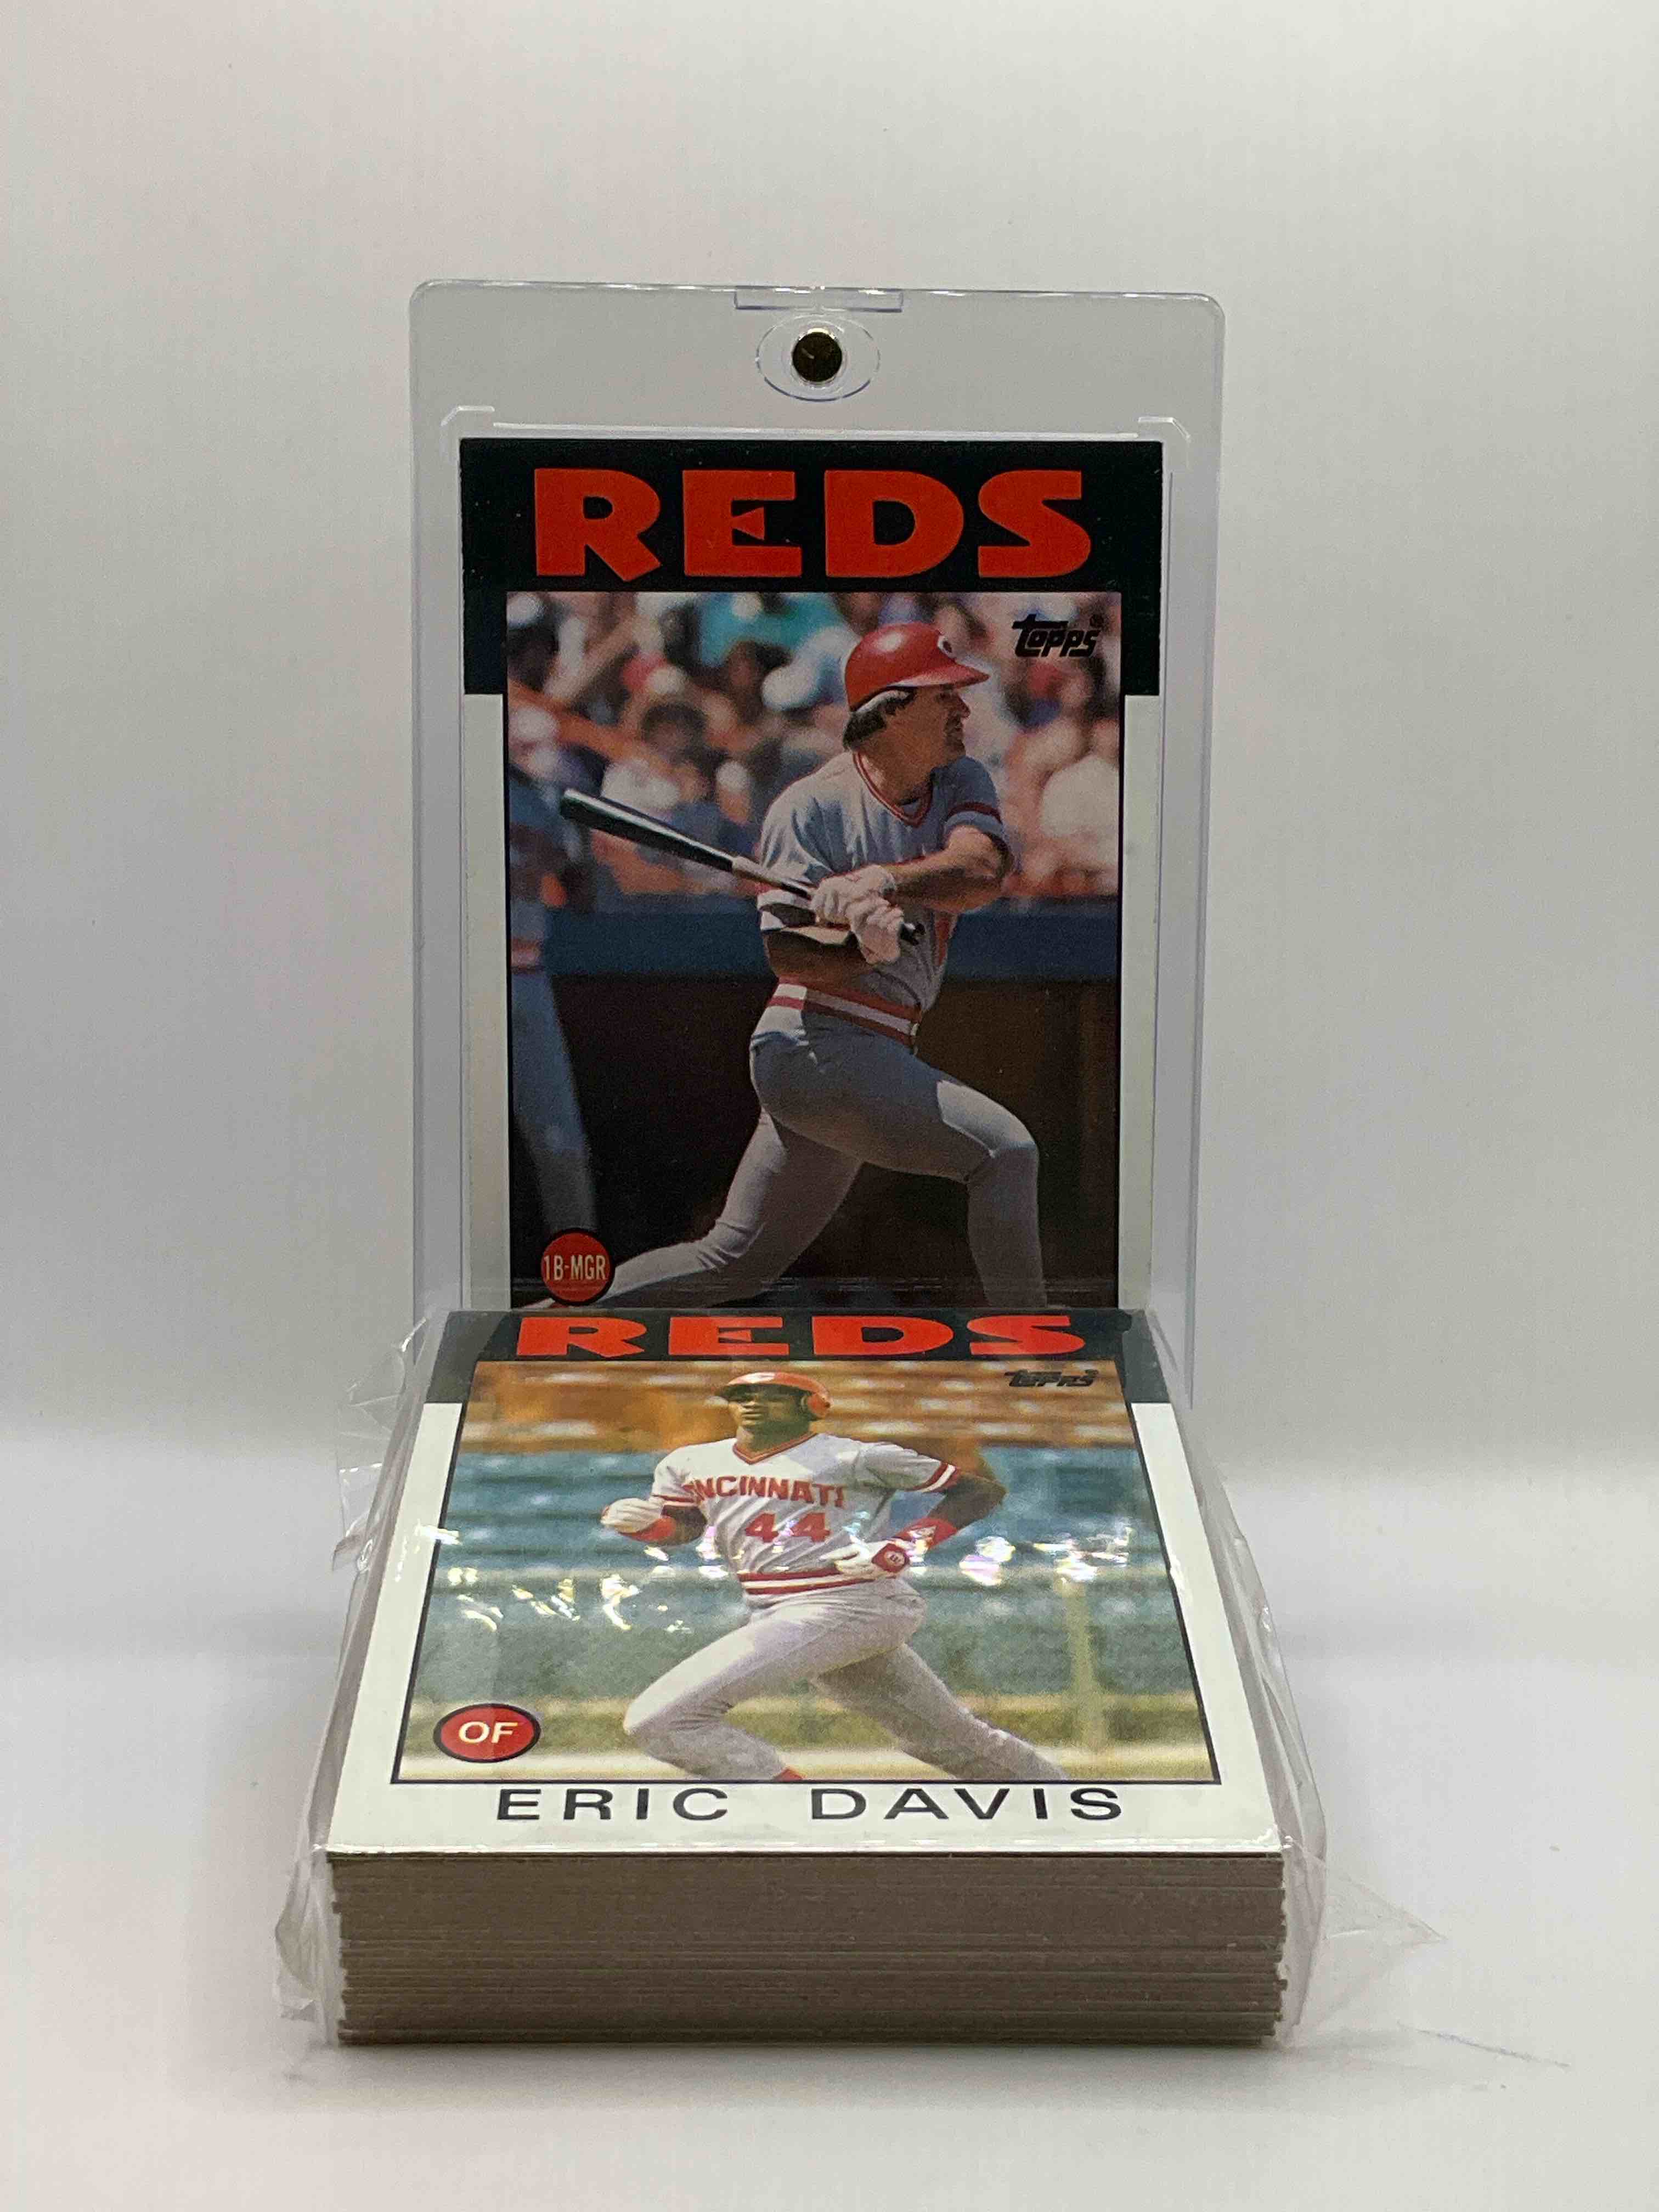 REDS
topps®
1B-MGR
REDS
topps
CINCINNATI
44
OF
ERIC DAVIS